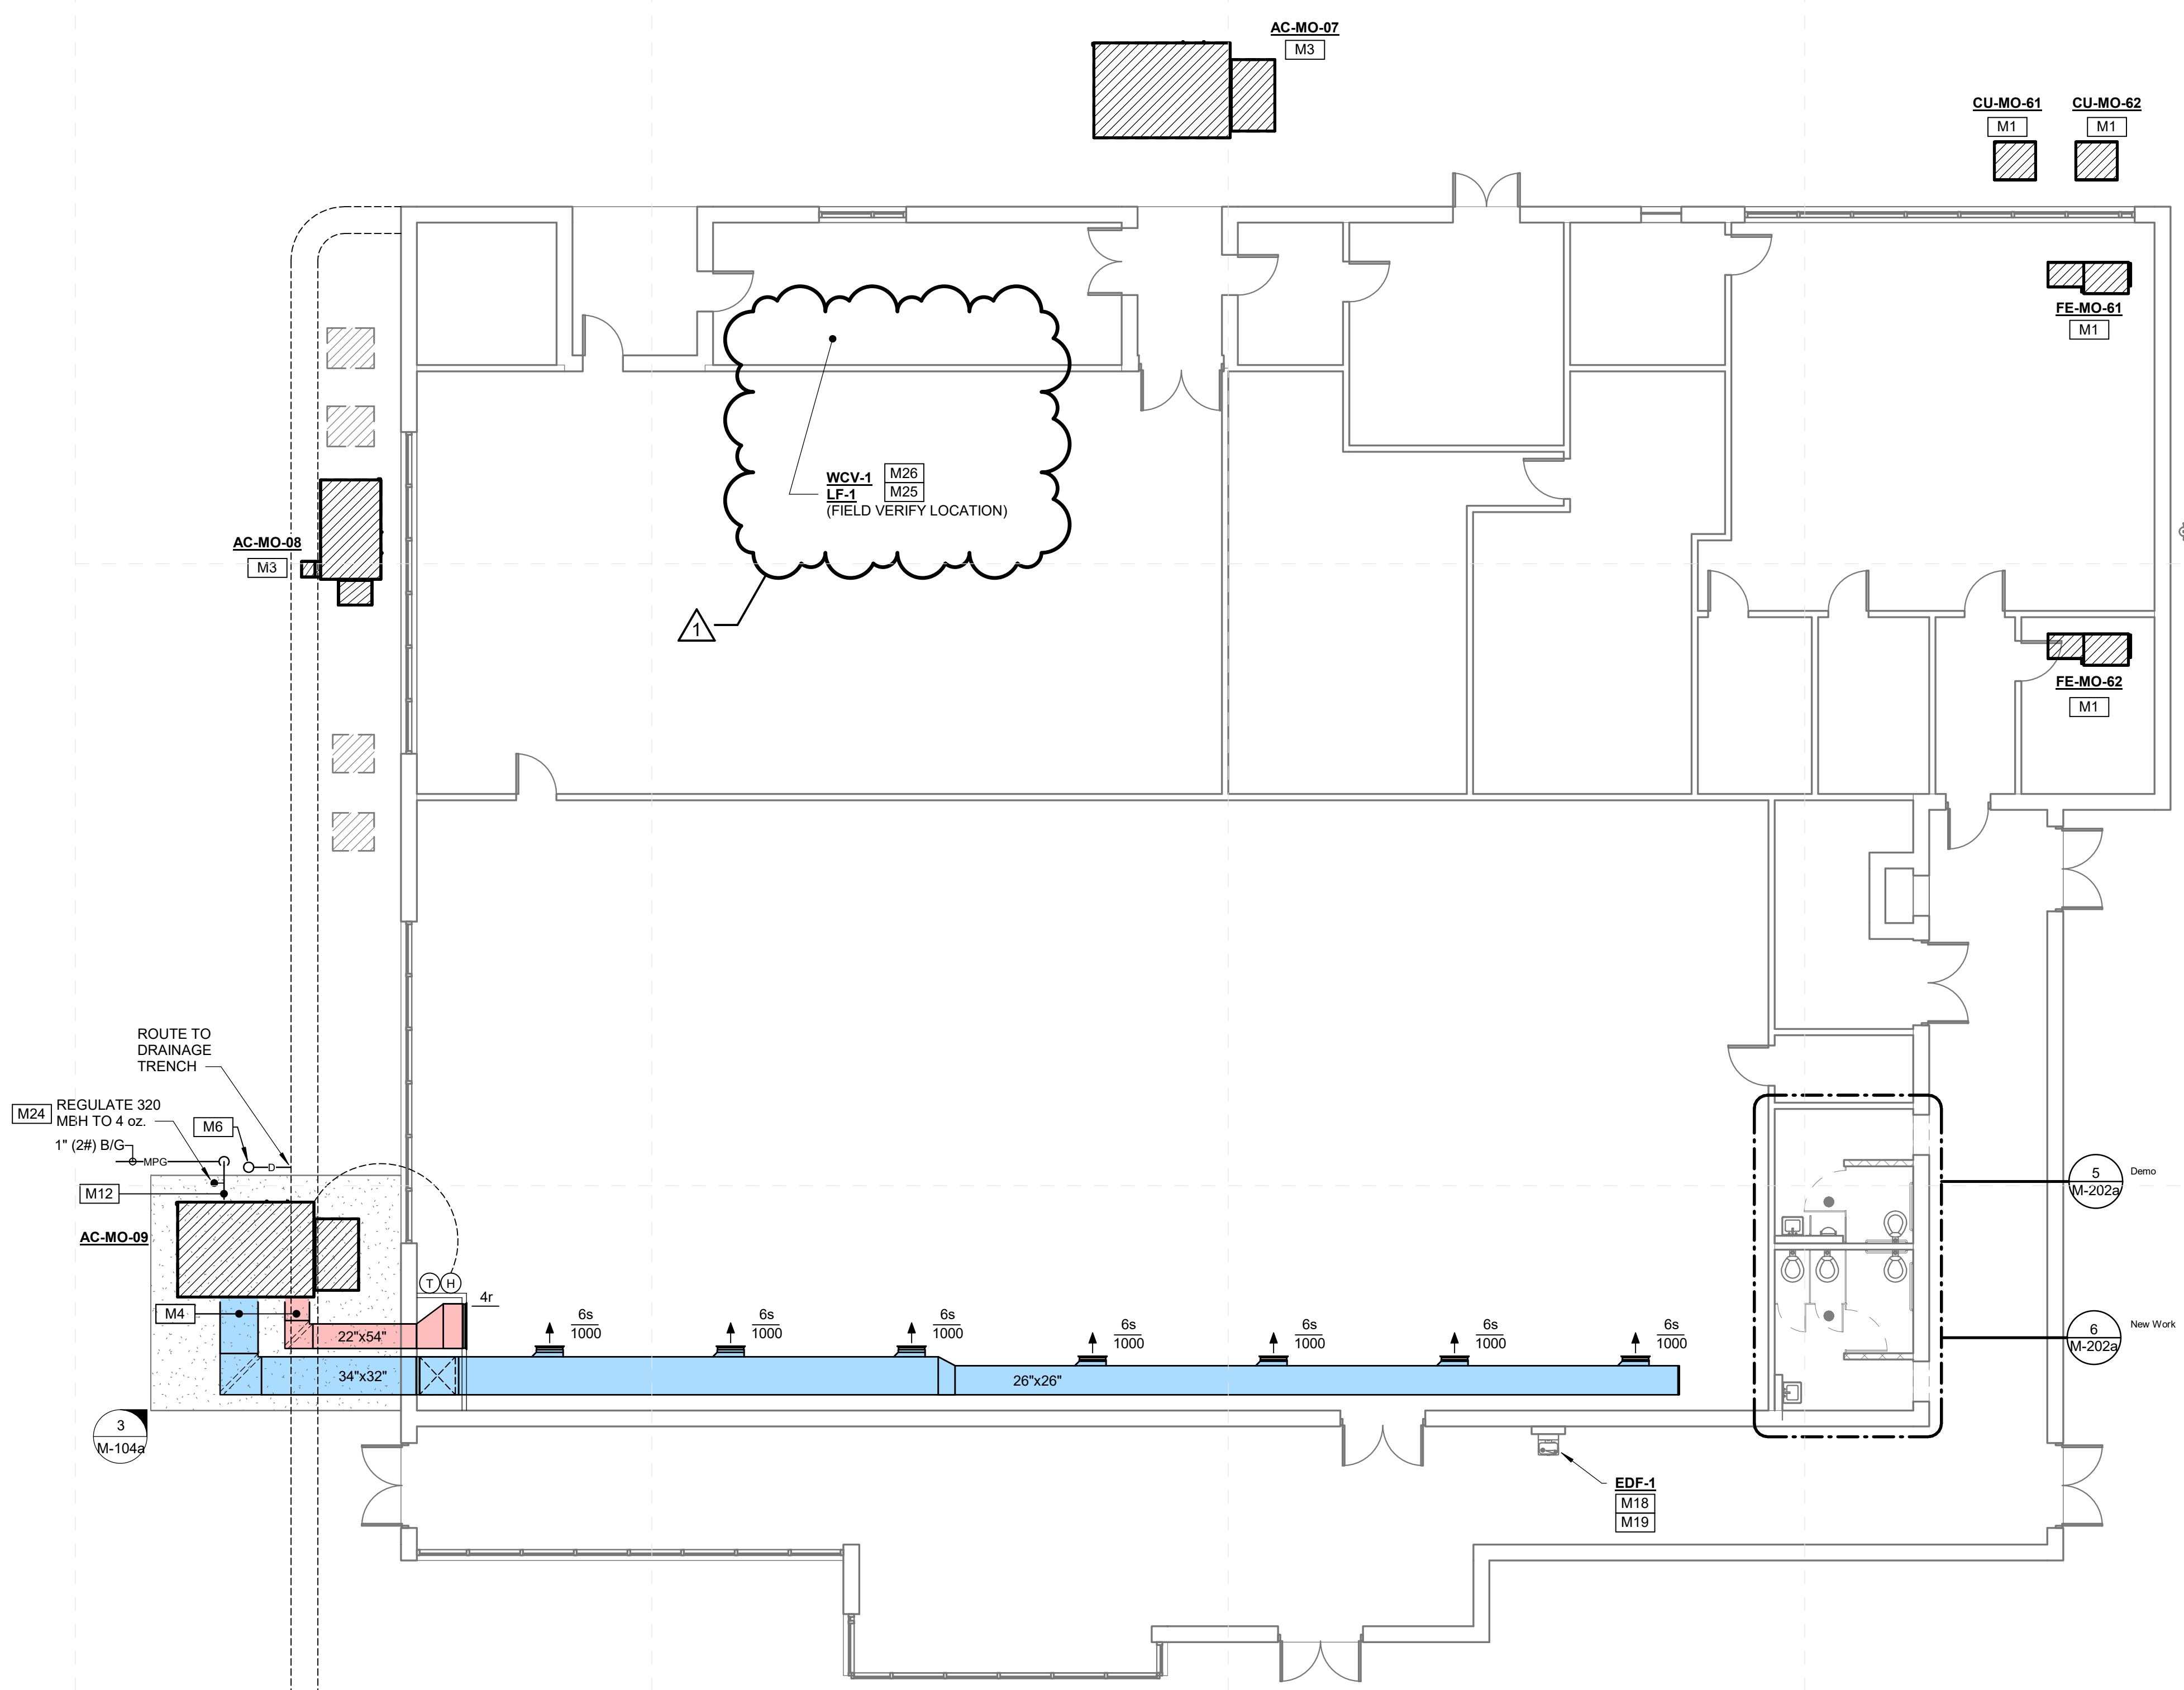 AC-MO-07
M3
CU-MO-61
M1
CU-MO-62
M1
FE-MO-61
M1
WCV-1
M26
LF-1
M25
(FIELD VERIFY LOCATION)
AC-MO-08
M3
1
FE-MO-62
M1
ROUTE TO
DRAINAGE
TRENCH
M24
REGULATE 320
MBH TO 4 oz.
M6
1" (2#) B/G
MPG
D
M12
AC-MO-09
M4
T
H
4r
22"x54"
34"x32"
26"x26"
6s
1000
6s
1000
6s
1000
6s
1000
6s
1000
6s
1000
6s
1000
5
M-202a
Demo
6
M-202a
New Work
3
M-104a
EDF-1
M18
M19